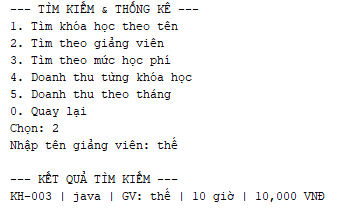 --- TÌM KIẾM & THỐNG KÊ ---
1. Tìm khóa học theo tên
2. Tìm theo giảng viên
3. Tìm theo mức học phí
4. Doanh thu từng khóa học
5. Doanh thu theo tháng
0. Quay lại
Chọn: 2
Nhập tên giảng viên: thế
--- KẾT QUẢ TÌM KIẾM ---
KH-003 | java | GV: thế | 10 giờ | 10,000 VNĐ